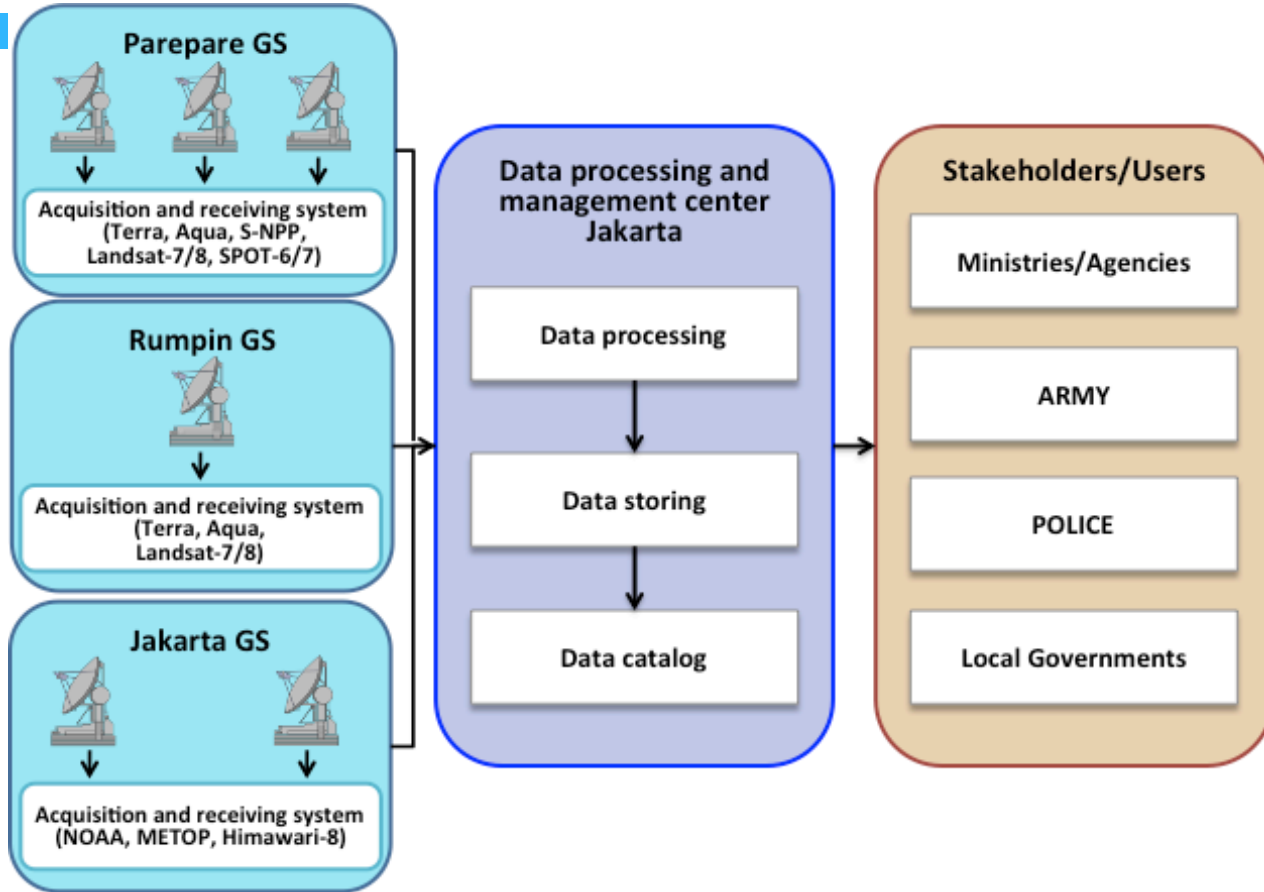 Parepare GS
Acquisition and receiving system
(Terra, Aqua, S-NPP,
Landsat-7/8, SPOT-6/7)
Rumpin GS
Acquisition and receiving system
(Terra, Aqua,
Landsat-7/8)
Jakarta GS
Acquisition and receiving system
(NOAA, METOP, Himawari-8)
Data processing and
management center
Jakarta
Data processing
Data storing
Data catalog
Stakeholders/Users
Ministries/Agencies
ARMY
POLICE
Local Governments